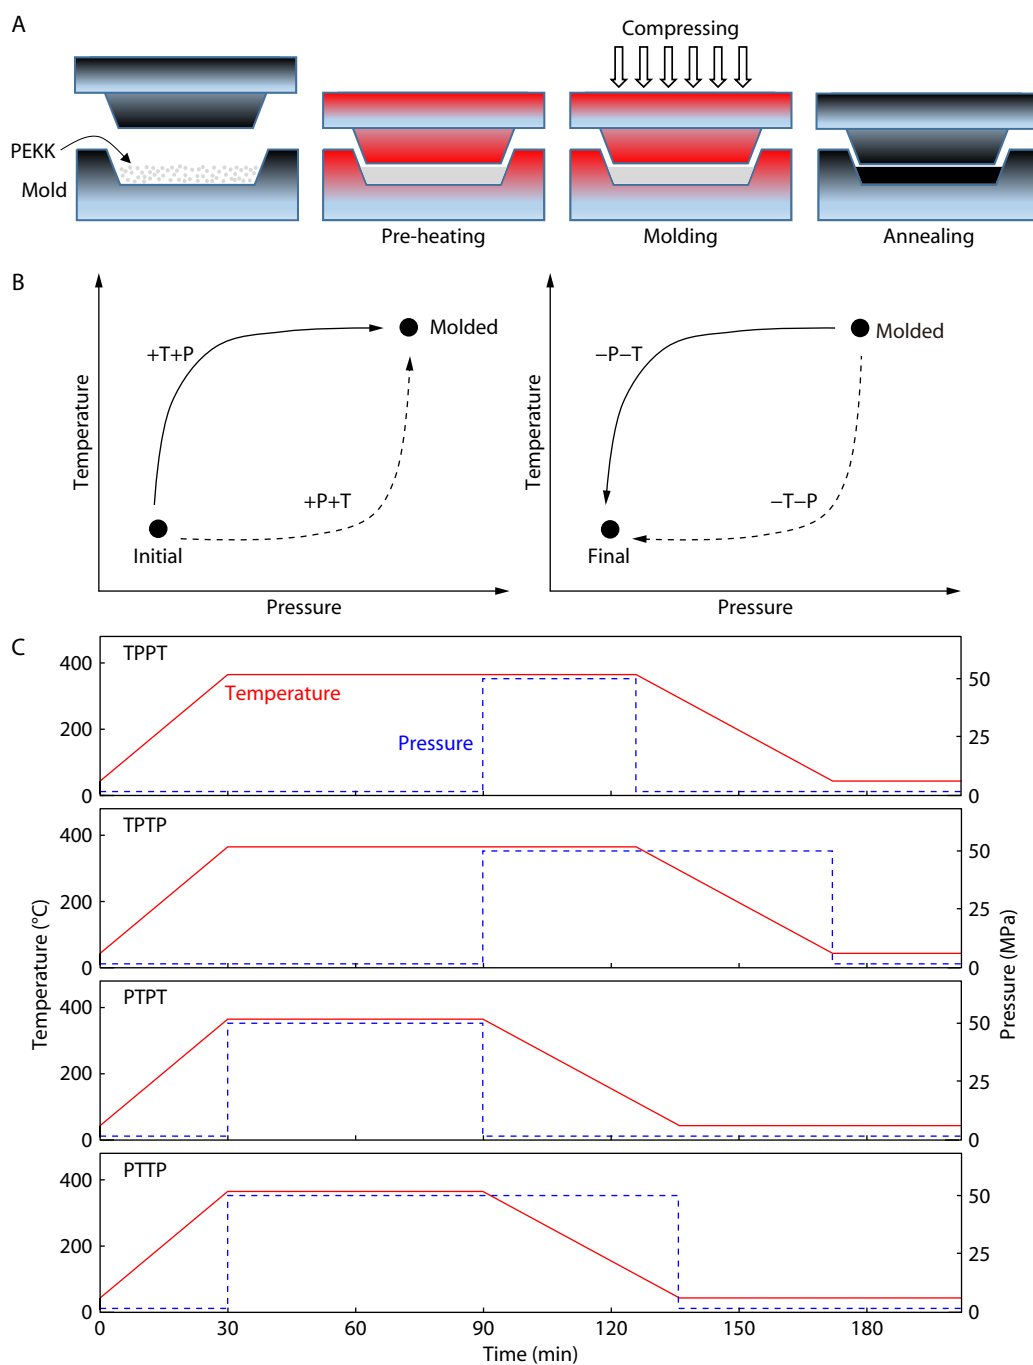 A
Compressing
PEKK
Mold
Pre-heating
Molding
Annealing
B
Temperature
+T+P
Molded
+P+T
Initial
Pressure
Temperature
−P−T
Molded
−T−P
Final
Pressure
C
Temperature (°C)
Pressure (MPa)
TPPT
400
200
0
Temperature
Pressure
50
25
0
TPTP
400
200
0
50
25
0
PTPT
400
200
0
50
25
0
PTTP
400
200
0
50
25
0
0 30 60 90 120 150 180
Time (min)